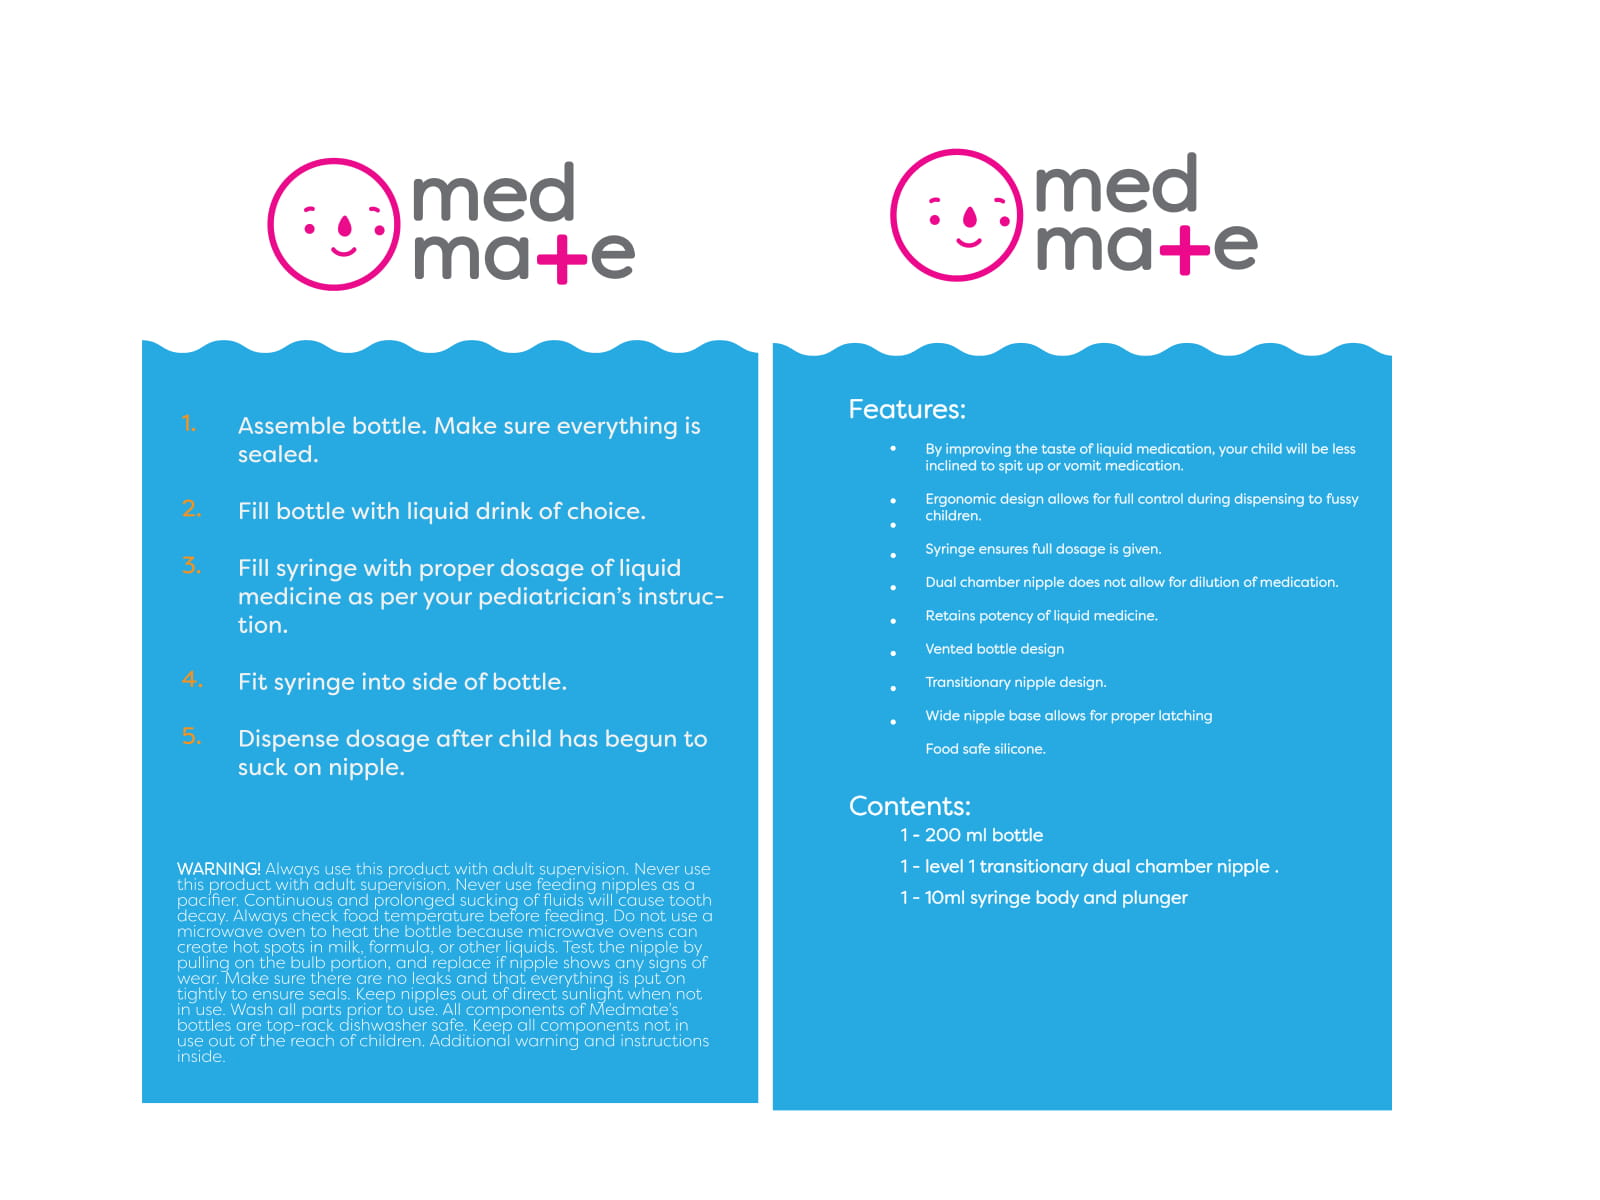 med
mate
1. Assemble bottle. Make sure everything is
sealed.
2. Fill bottle with liquid drink of choice.
3. Fill syringe with proper dosage of liquid
medicine as per your pediatrician's instruc-
tion.
4. Fit syringe into side of bottle.
5. Dispense dosage after child has begun to
suck on nipple.
WARNING! Always use this product with adult supervision. Never use
this product with adult supervision. Never use feeding nipples as a
pacifier. Continuous and prolonged sucking of fluids will cause tooth
decay. Always check food temperature before feeding. Do not use a
microwave oven to heat the bottle because microwave ovens can
create hot spots in milk, formula, or other liquids. Test the nipple by
pulling on the bulb portion, and replace if nipple shows any signs of
wear. Make sure there are no leaks and that everything is put on
tightly to ensure seals. Keep nipples out of direct sunlight when not
in use. Wash all parts prior to use. All components of Medmate's
bottles are top-rack dishwasher safe. Keep all components not in
use out of the reach of children. Additional warning and instructions
inside.
med
mate
Features:
• By improving the taste of liquid medication, your child will be less
inclined to spit up or vomit medication.
• Ergonomic design allows for full control during dispensing to fussy
• children.
• Syringe ensures full dosage is given.
• Dual chamber nipple does not allow for dilution of medication.
• Retains potency of liquid medicine.
• Vented bottle design
• Transitionary nipple design.
• Wide nipple base allows for proper latching
Food safe silicone.
Contents:
1 - 200 ml bottle
1 - level 1 transitionary dual chamber nipple .
1 - 10ml syringe body and plunger